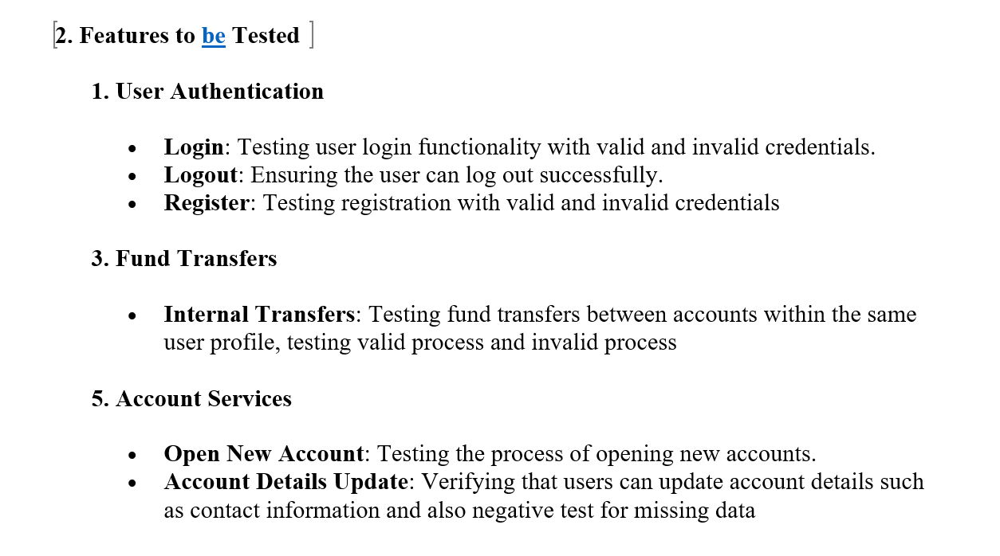 2. Features to be Tested
1. User Authentication
• Login: Testing user login functionality with valid and invalid credentials.
• Logout: Ensuring the user can log out successfully.
• Register: Testing registration with valid and invalid credentials
3. Fund Transfers
• Internal Transfers: Testing fund transfers between accounts within the same
user profile, testing valid process and invalid process
5. Account Services
• Open New Account: Testing the process of opening new accounts.
• Account Details Update: Verifying that users can update account details such
as contact information and also negative test for missing data